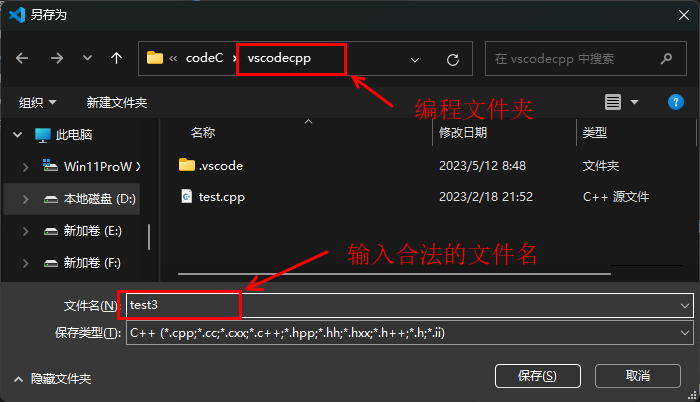 另存为
codeC
vscodecpp
在 vscodecpp 中搜索
编程文件夹
组织
新建文件夹
名称
修改日期
类型
此电脑
Win11ProW X
本地磁盘 (D:)
新加卷 (E:)
新加卷 (F:)
.vscode
2023/5/12 8:48
文件夹
test.cpp
2023/2/18 21:52
C++ 源文件
输入合法的文件名
文件名(N):
test3
保存类型(T):
C++ (*.cpp;*.cc;*.cxx;*.c++;*.hpp;*.hh;*.hxx;*.h++;*.h;*.ii)
隐藏文件夹
保存(S)
取消